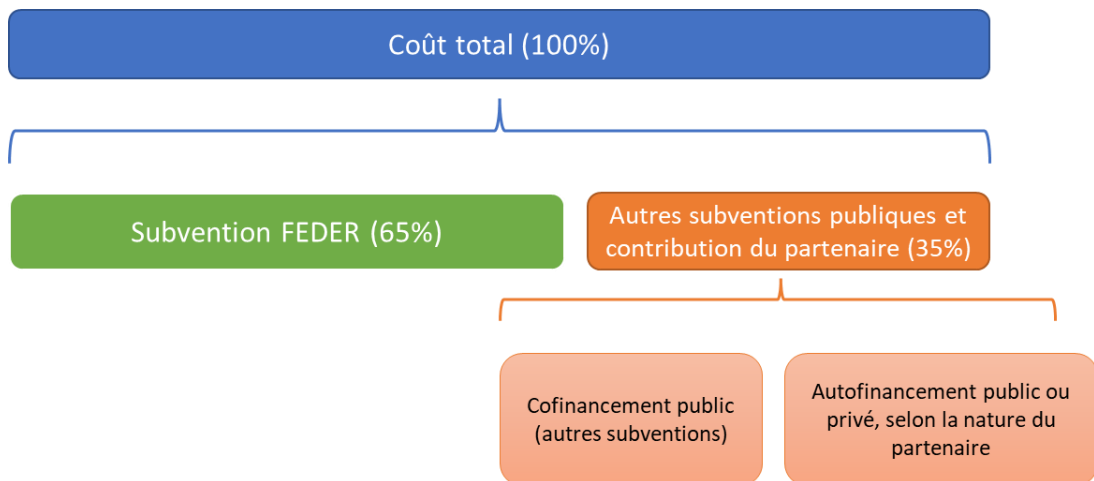 Coût total (100%)
Subvention FEDER (65%)
Autres subventions publiques et
contribution du partenaire (35%)
Cofinancement public
(autres subventions)
Autofinancement public ou
privé, selon la nature du
partenaire